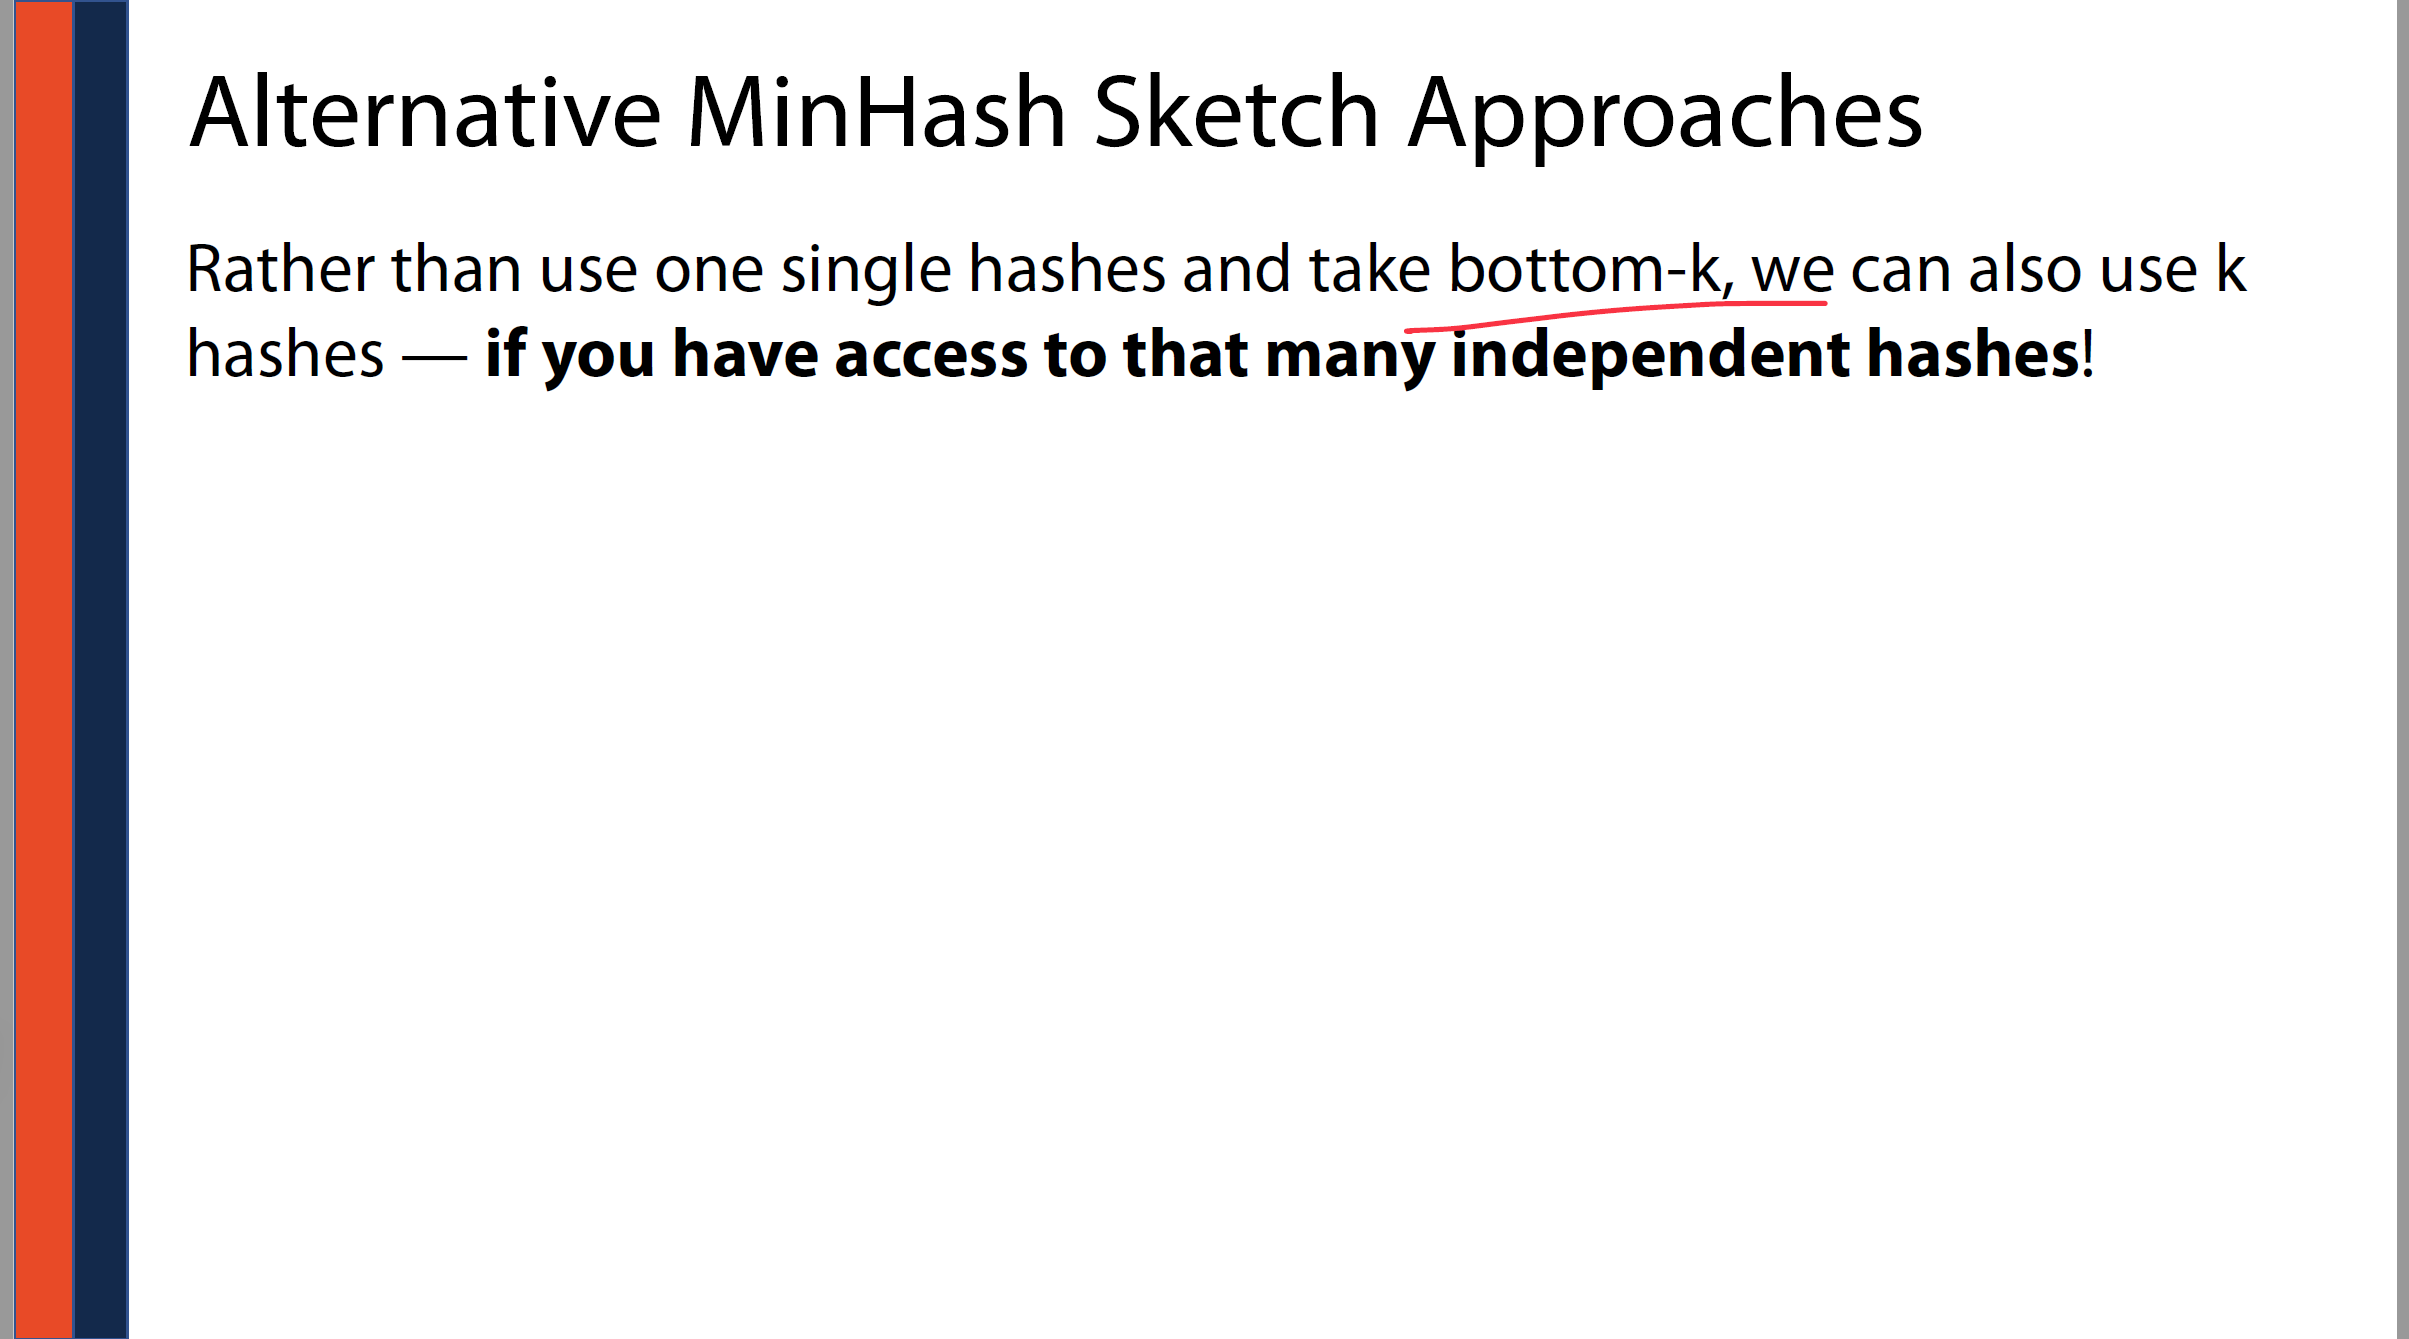 Alternative MinHash Sketch Approaches
Rather than use one single hashes and take bottom-k, we can also use k
hashes — if you have access to that many independent hashes!